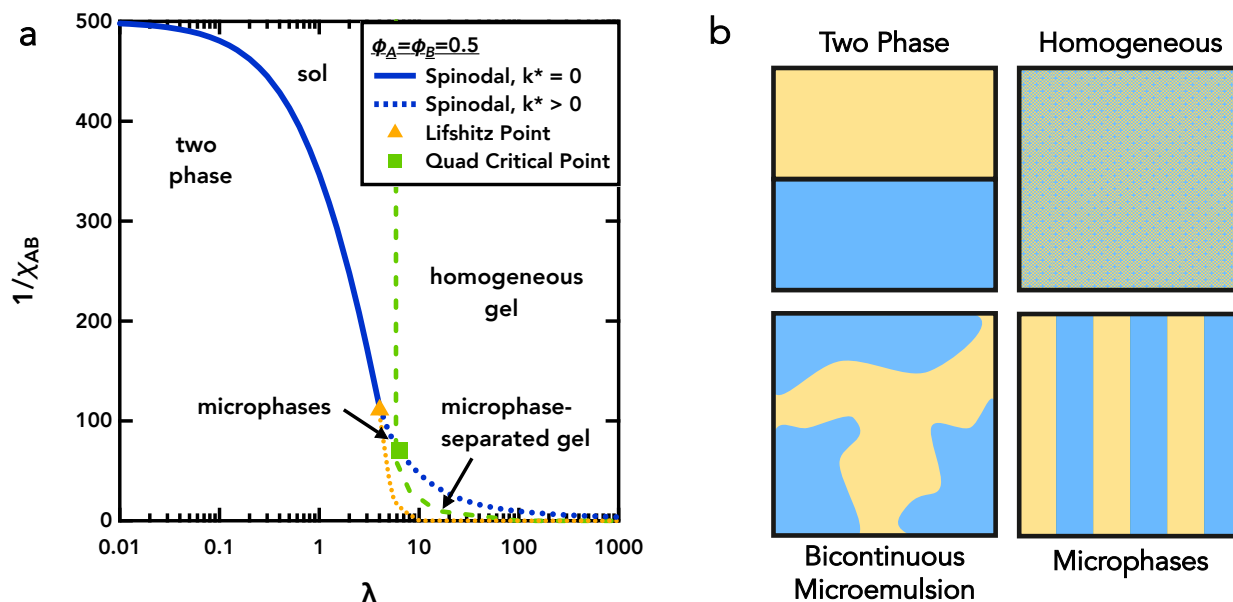 a
500
400
300
200
100
0
1/χAB
0.01
0.1
1
10
100
1000
λ
ϕA=ϕB=0.5
Spinodal, k* = 0
Spinodal, k* > 0
Lifshitz Point
Quad Critical Point
sol
two
phase
homogeneous
gel
microphases
microphase-
separated gel
b
Two Phase
Homogeneous
Bicontinuous
Microemulsion
Microphases